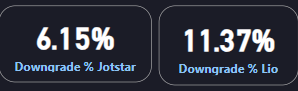 6.15%
Downgrade % Jotstar
11.37%
Downgrade % Lio